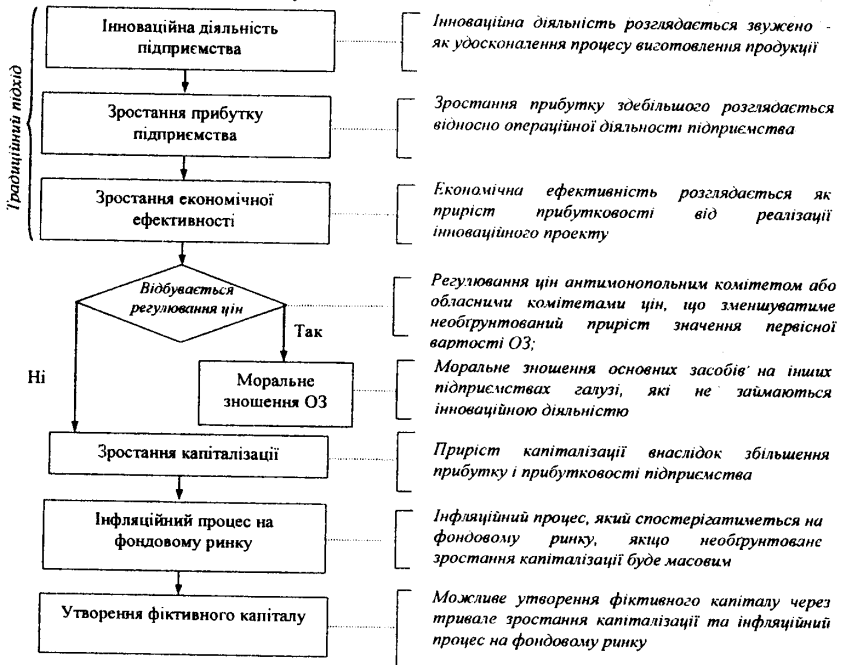 Традиційний підхід
Інноваційна діяльність
підприємства
Інноваційна діяльність розглядається звужено -
як удосконалення процесу виготовлення продукції
Зростання прибутку
підприємства
Зростання прибутку здебільшого розглядається
відносно операційної діяльності підприємства
Зростання економічної
ефективності
Економічна ефективність розглядається як
приріст прибутковості від реалізації
інноваційного проекту
Відбувається
регулювання цін
Регулювання цін антимонопольним комітетом або
обласними комітетами цін, що зменшуватиме
необґрунтований приріст значення первісної
вартості ОЗ;
Так
Ні
Моральне
зношення ОЗ
Моральне зношення основних засобів на інших
підприємствах галузі, які не займаються
інноваційною діяльністю
Зростання капіталізації
Приріст капіталізації внаслідок збільшення
прибутку і прибутковості підприємства
Інфляційний процес на
фондовому ринку
Інфляційний процес, який спостерігатиметься на
фондовому ринку, якщо необґрунтоване
зростання капіталізації буде масовим
Утворення фіктивного капіталу
Можливе утворення фіктивного капіталу через
тривале зростання капіталізації та інфляційний
процес на фондовому ринку